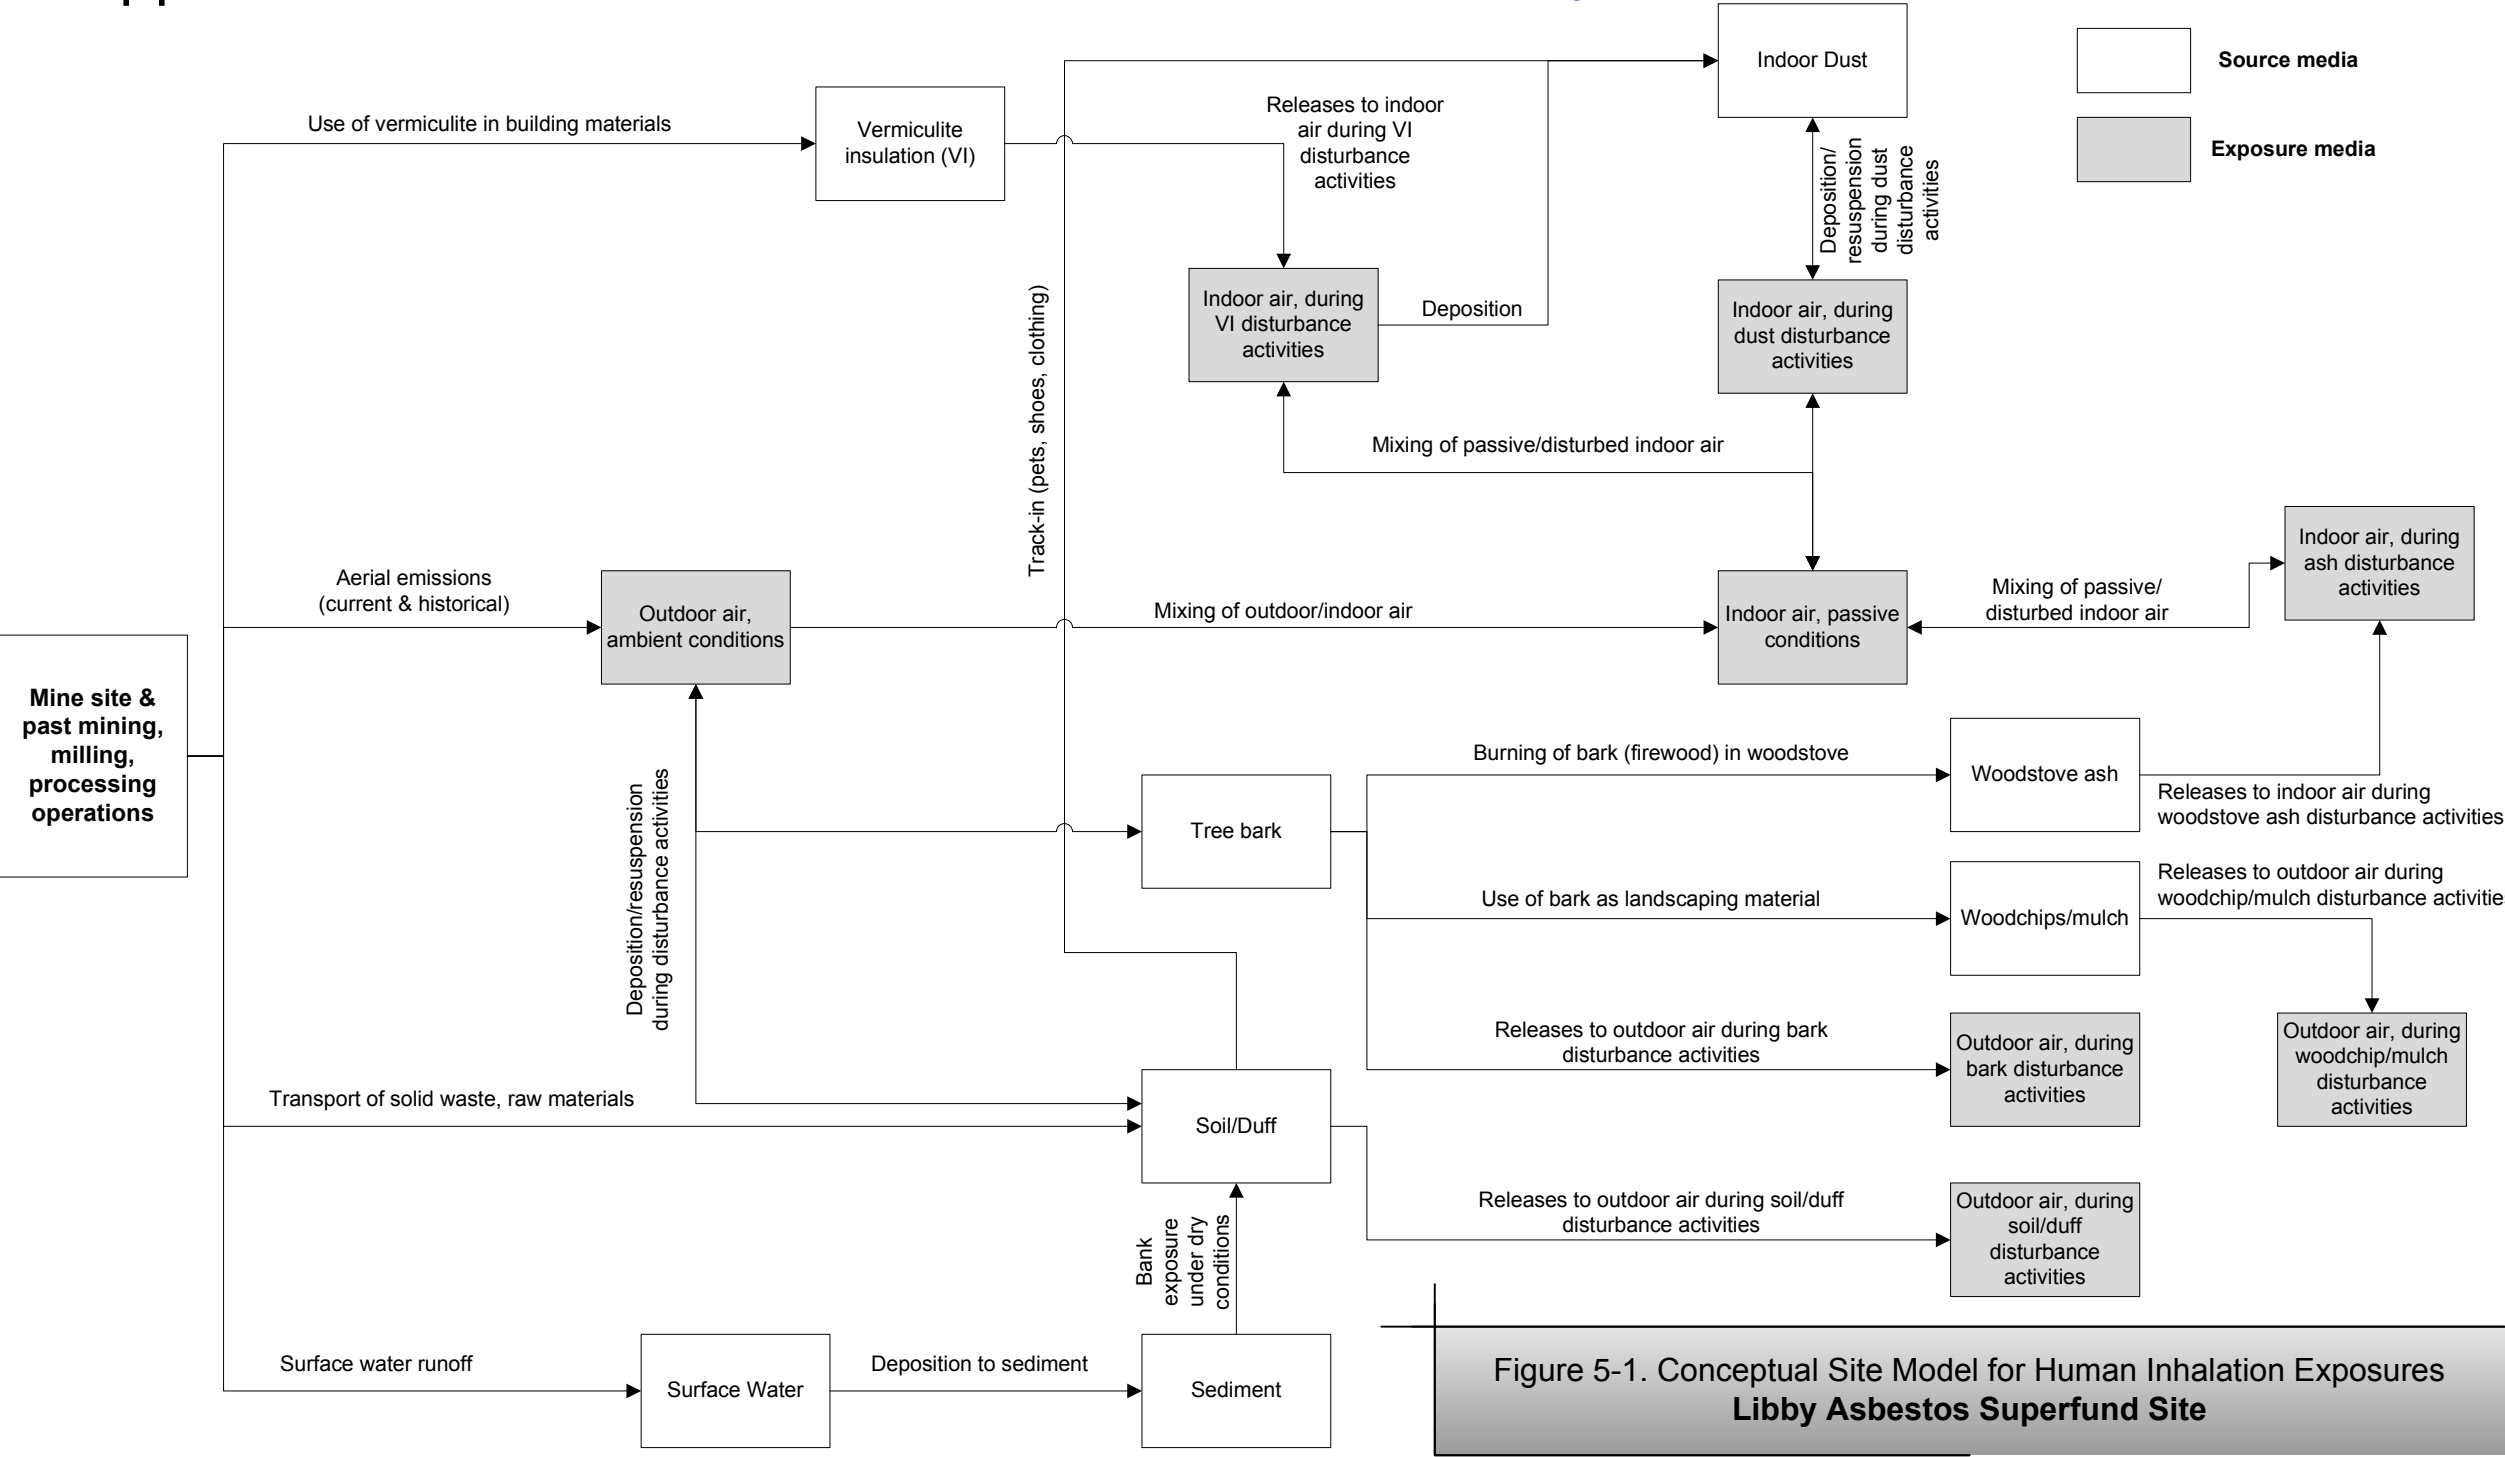 Indoor Dust
Source media
Exposure media
Use of vermiculite in building materials
Vermiculite
insulation (VI)
Releases to indoor
air during VI
disturbance
activities
Deposition/
resuspension
during dust
disturbance
activities
Track-in (pets, shoes, clothing)
Indoor air, during
VI disturbance
activities
Deposition
Indoor air, during
dust disturbance
activities
Mixing of passive/disturbed indoor air
Indoor air, during
ash disturbance
activities
Aerial emissions
(current & historical)
Outdoor air,
ambient conditions
Mixing of outdoor/indoor air
Indoor air, passive
conditions
Mixing of passive/
disturbed indoor air
Mine site &
past mining,
milling,
processing
operations
Deposition/resuspension
during disturbance activities
Burning of bark (firewood) in woodstove
Woodstove ash
Releases to indoor air during
woodstove ash disturbance activities
Tree bark
Use of bark as landscaping material
Woodchips/mulch
Releases to outdoor air during
woodchip/mulch disturbance activitie
Releases to outdoor air during bark
disturbance activities
Outdoor air, during
bark disturbance
activities
Outdoor air, during
woodchip/mulch
disturbance
activities
Transport of solid waste, raw materials
Soil/Duff
Releases to outdoor air during soil/duff
disturbance activities
Outdoor air, during
soil/duff
disturbance
activities
Bank
exposure
under dry
conditions
Surface water runoff
Surface Water
Deposition to sediment
Sediment
Figure 5-1. Conceptual Site Model for Human Inhalation Exposures
Libby Asbestos Superfund Site